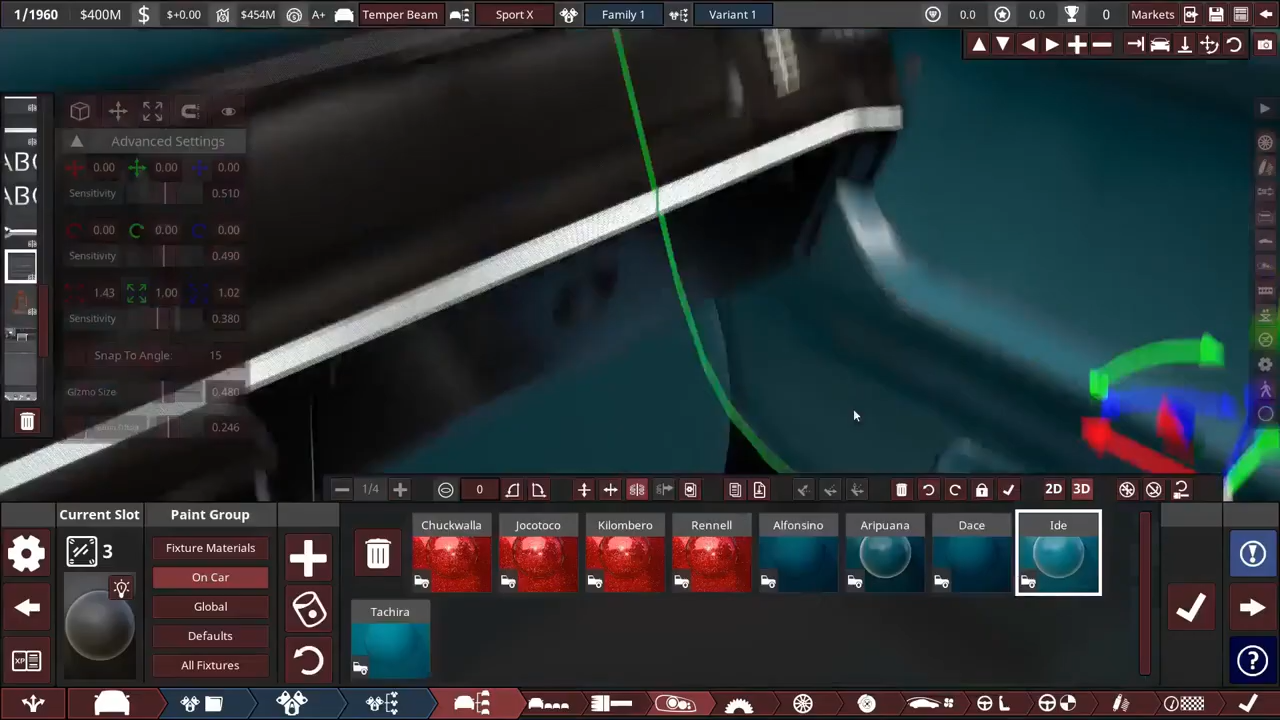 1/1960 $400M $+0.00 $454M A+ Temper Beam Sport X Family 1 Variant 1 0.0 0.0 0 Markets
Advanced Settings
ABC
ABC
0.00 0.00 0.00
Sensitivity 0.510
0.00 0.00 0.00
Sensitivity 0.490
1.43 1.00 1.02
Sensitivity 0.380
Snap To Angle: 15
Gizmo Size 0.480
0.246
1/4 0 2D 3D
Current Slot Paint Group
3
Fixture Materials
On Car
Global
Defaults
All Fixtures
Chuckwalla Jocotoco Kilombero Rennell Alfonsino Aripuana Dace Ide
Tachira
XP